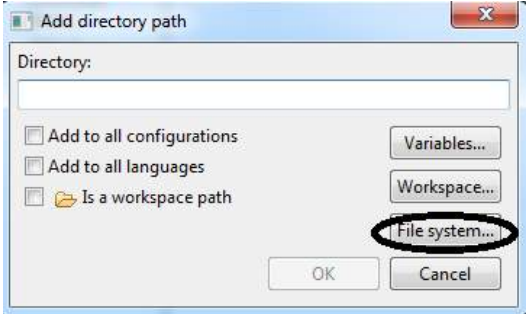 Add directory path
Directory:
Add to all configurations
Variables...
Add to all languages
Workspace...
Is a workspace path
File system...
OK
Cancel